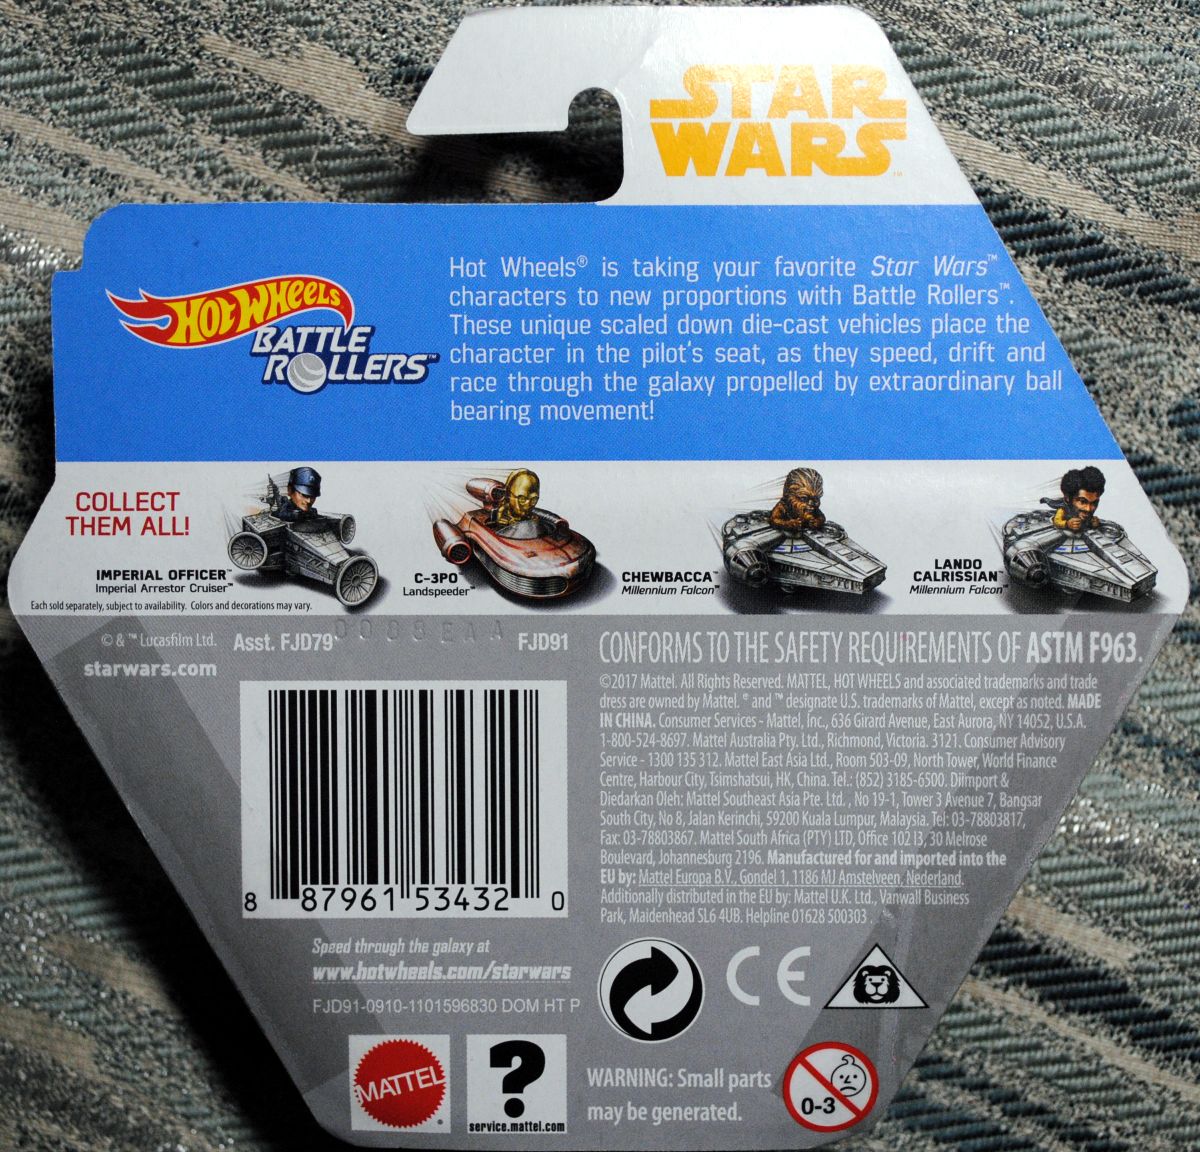 STAR
WARS™
HOT WHEELS
BATTLE
ROLLERS™
Hot Wheels® is taking your favorite Star Wars™
characters to new proportions with Battle Rollers™.
These unique scaled down die-cast vehicles place the
character in the pilot's seat, as they speed, drift and
race through the galaxy propelled by extraordinary ball
bearing movement!
COLLECT
THEM ALL!
IMPERIAL OFFICER™
Imperial Arrestor Cruiser™
C-3PO™
Landspeeder™
CHEWBACCA™
Millennium Falcon™
LANDO
CALRISSIAN™
Millennium Falcon™
Each sold separately, subject to availability. Colors and decorations may vary.
© & ™ Lucasfilm Ltd.
starwars.com
Asst. FJD79
FJD91
8 87961 53432 0
Speed through the galaxy at
www.hotwheels.com/starwars
FJD91-0910-1101596830 DOM HT P
MATTEL
?
service.mattel.com
CONFORMS TO THE SAFETY REQUIREMENTS OF ASTM F963.
©2017 Mattel. All Rights Reserved. MATTEL, HOT WHEELS and associated trademarks and trade
dress are owned by Mattel. ® and ™ designate U.S. trademarks of Mattel, except as noted. MADE
IN CHINA. Consumer Services - Mattel, Inc., 636 Girard Avenue, East Aurora, NY 14052, U.S.A.
1-800-524-8697. Mattel Australia Pty. Ltd., Richmond, Victoria. 3121. Consumer Advisory
Service - 1300 135 312. Mattel East Asia Ltd., Room 503-09, North Tower, World Finance
Centre, Harbour City, Tsimshatsui, HK, China. Tel.: (852) 3185-6500. Diimport &
Diedarkan Oleh: Mattel Southeast Asia Pte. Ltd. , No 19-1, Tower 3 Avenue 7, Bangsar
South City, No 8, Jalan Kerinchi, 59200 Kuala Lumpur, Malaysia. Tel: 03-78803817,
Fax: 03-78803867. Mattel South Africa (PTY) LTD, Office 102 I3, 30 Melrose
Boulevard, Johannesburg 2196. Manufactured for and imported into the
EU by: Mattel Europa B.V., Gondel 1, 1186 MJ Amstelveen, Nederland.
Additionally distributed in the EU by: Mattel U.K. Ltd., Vanwall Business
Park, Maidenhead SL6 4UB. Helpline 01628 500303 .
CE
WARNING: Small parts
may be generated.
0-3